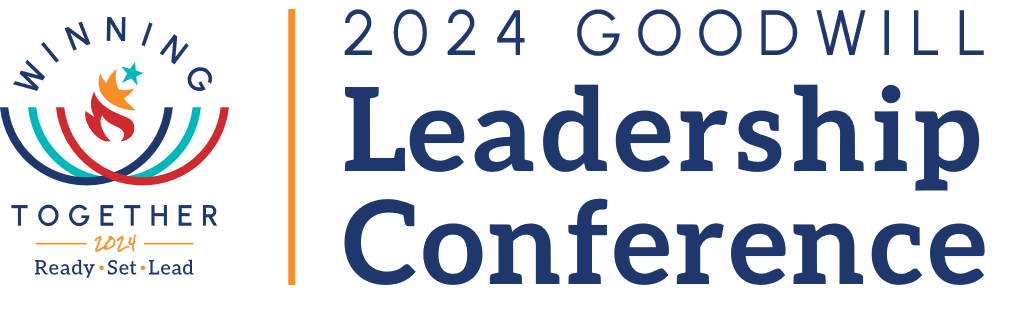 WINNING
TOGETHER
2024
Ready•Set•Lead
2024 GOODWILL
Leadership
Conference